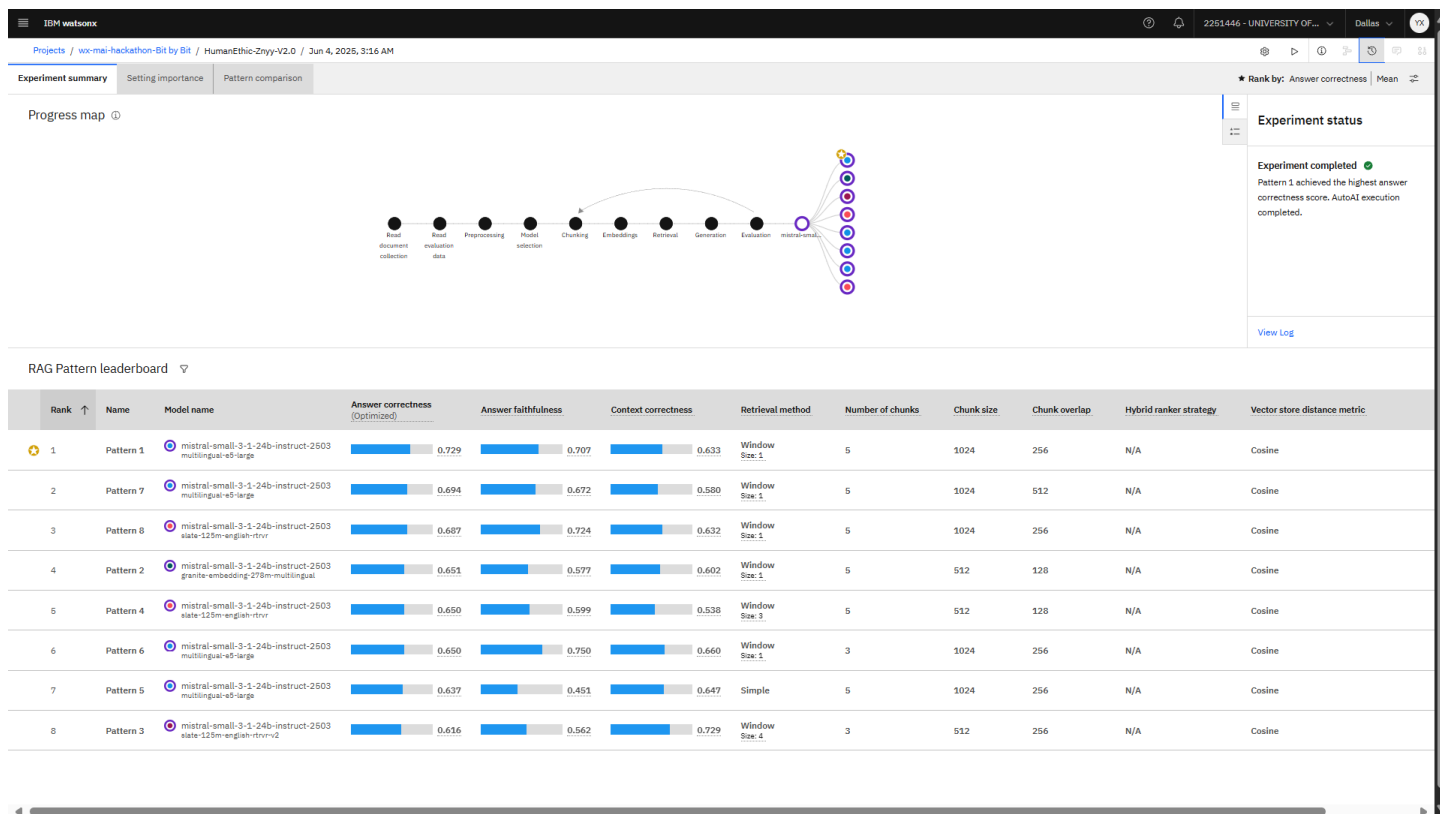 IBM watsonx
2251446 - UNIVERSITY OF...
Dallas
YX
Projects / wx-mai-hackathon-Bit by Bit / HumanEthic-Znyy-V2.0 / Jun 4, 2025, 3:16 AM
Experiment summary
Setting importance
Pattern comparison
Rank by: Answer correctness | Mean
Progress map
Read document collection
Read evaluation data
Preprocessing
Model selection
Chunking
Embeddings
Retrieval
Generation
Evaluation
mistral-smal...
Experiment status
Experiment completed
Pattern 1 achieved the highest answer
correctness score. AutoAI execution
completed.
View Log
RAG Pattern leaderboard
Rank ↑ Name Model name Answer correctness (Optimized) Answer faithfulness Context correctness Retrieval method Number of chunks Chunk size Chunk overlap Hybrid ranker strategy Vector store distance metric
1 Pattern 1 mistral-small-3-1-24b-instruct-2503 0.729 0.707 0.633 Window 5 1024 256 N/A Cosine
multilingual-e5-large Size: 1
2 Pattern 7 mistral-small-3-1-24b-instruct-2503 0.694 0.672 0.580 Window 5 1024 512 N/A Cosine
multilingual-e5-large Size: 1
3 Pattern 8 mistral-small-3-1-24b-instruct-2503 0.687 0.724 0.632 Window 5 1024 256 N/A Cosine
slate-125m-english-rtrvr Size: 1
4 Pattern 2 mistral-small-3-1-24b-instruct-2503 0.651 0.577 0.602 Window 5 512 128 N/A Cosine
granite-embedding-278m-multilingual Size: 1
5 Pattern 4 mistral-small-3-1-24b-instruct-2503 0.650 0.599 0.538 Window 5 512 128 N/A Cosine
slate-125m-english-rtrvr Size: 3
6 Pattern 6 mistral-small-3-1-24b-instruct-2503 0.650 0.750 0.660 Window 3 1024 256 N/A Cosine
multilingual-e5-large Size: 1
7 Pattern 5 mistral-small-3-1-24b-instruct-2503 0.637 0.451 0.647 Simple 5 1024 256 N/A Cosine
multilingual-e5-large
8 Pattern 3 mistral-small-3-1-24b-instruct-2503 0.616 0.562 0.729 Window 3 512 256 N/A Cosine
slate-125m-english-rtrvr-v2 Size: 4